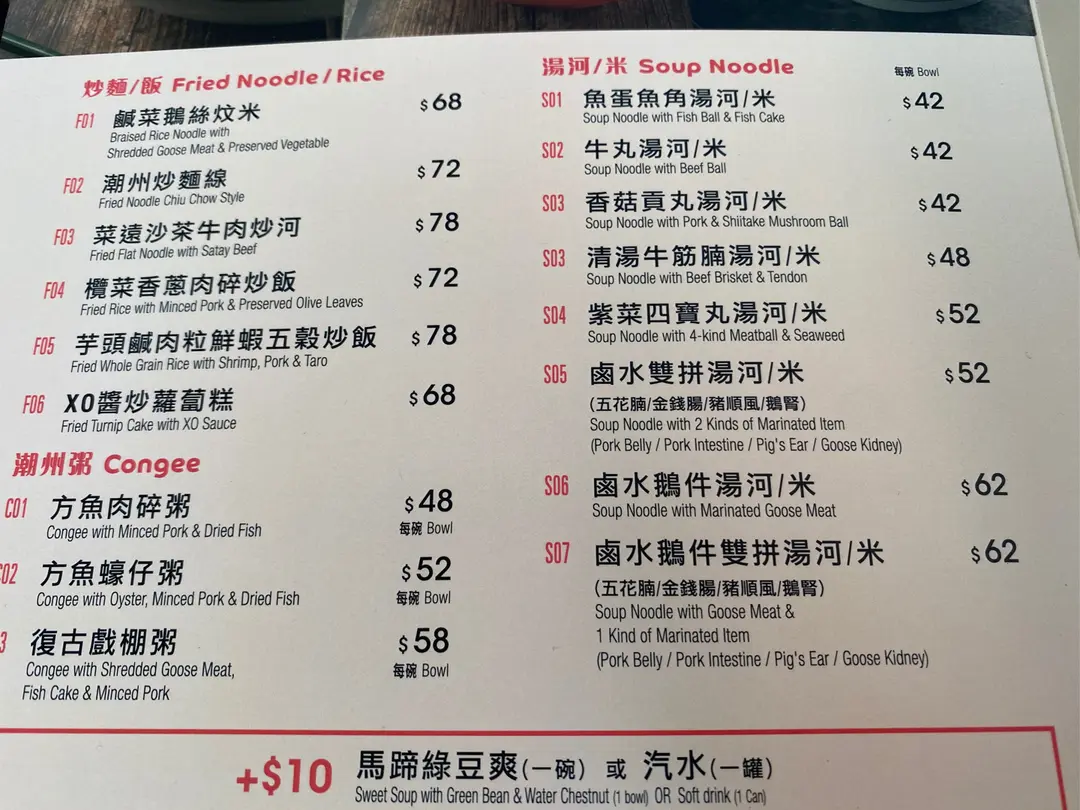 炒麵/飯 Fried Noodle/Rice
F01 鹹菜鵝絲炆米 $68
Braised Rice Noodle with
Shredded Goose Meat & Preserved Vegetable
F02 潮州炒麵線 $72
Fried Noodle Chiu Chow Style
F03 菜遠沙茶牛肉炒河 $78
Fried Flat Noodle with Satay Beef
F04 欖菜香蔥肉碎炒飯 $72
Fried Rice with Minced Pork & Preserved Olive Leaves
F05 芋頭鹹肉粒鮮蝦五穀炒飯 $78
Fried Whole Grain Rice with Shrimp, Pork & Taro
F06 XO醬炒蘿蔔糕 $68
Fried Turnip Cake with XO Sauce
潮州粥 Congee
C01 方魚肉碎粥 $48
Congee with Minced Pork & Dried Fish 每碗 Bowl
C02 方魚蠔仔粥 $52
Congee with Oyster, Minced Pork & Dried Fish 每碗 Bowl
3 復古戲棚粥 $58
Congee with Shredded Goose Meat, 每碗 Bowl
Fish Cake & Minced Pork
湯河/米 Soup Noodle 每碗 Bowl
S01 魚蛋魚角湯河/米 $42
Soup Noodle with Fish Ball & Fish Cake
S02 牛丸湯河/米 $42
Soup Noodle with Beef Ball
S03 香菇貢丸湯河/米 $42
Soup Noodle with Pork & Shiitake Mushroom Ball
S03 清湯牛筋腩湯河/米 $48
Soup Noodle with Beef Brisket & Tendon
S04 紫菜四寶丸湯河/米 $52
Soup Noodle with 4-kind Meatball & Seaweed
S05 鹵水雙拼湯河/米 $52
(五花腩/金錢腸/豬順風/鵝腎)
Soup Noodle with 2 Kinds of Marinated Item
(Pork Belly / Pork Intestine / Pig's Ear / Goose Kidney)
S06 鹵水鵝件湯河/米 $62
Soup Noodle with Marinated Goose Meat
S07 鹵水鵝件雙拼湯河/米 $62
(五花腩/金錢腸/豬順風/鵝腎)
Soup Noodle with Goose Meat &
1 Kind of Marinated Item
(Pork Belly / Pork Intestine / Pig's Ear / Goose Kidney)
+$10 馬蹄綠豆爽(一碗) 或 汽水(一罐)
Sweet Soup with Green Bean & Water Chestnut (1 bowl) OR Soft drink (1 Can)